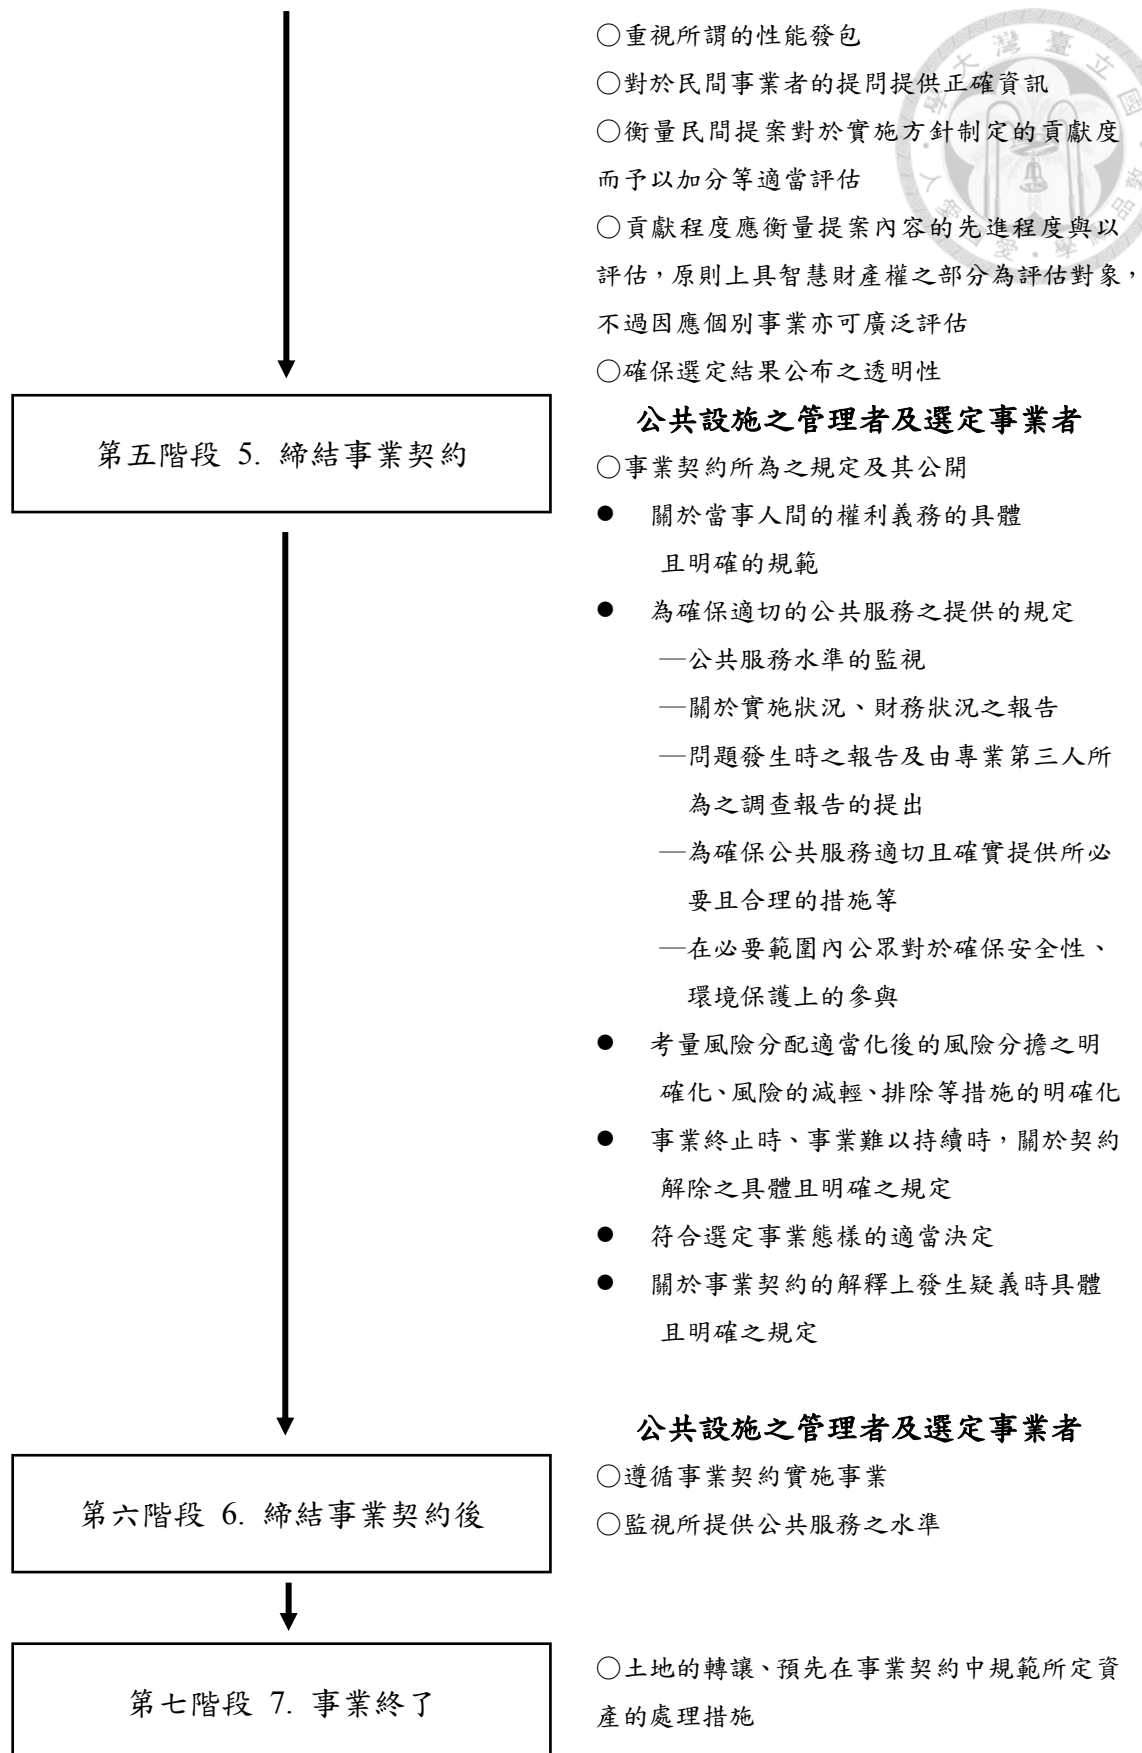 ○重視所謂的性能發包
○對於民間事業者的提問提供正確資訊
○衡量民間提案對於實施方針制定的貢獻度
而予以加分等適當評估
○貢獻程度應衡量提案內容的先進程度與以
評估，原則上具智慧財產權之部分為評估對象，
不過因應個別事業亦可廣泛評估
○確保選定結果公布之透明性
第五階段 5. 締結事業契約
公共設施之管理者及選定事業者
○事業契約所為之規定及其公開
● 關於當事人間的權利義務的具體
且明確的規範
● 為確保適切的公共服務之提供的規定
—公共服務水準的監視
—關於實施狀況、財務狀況之報告
—問題發生時之報告及由專業第三人所
為之調查報告的提出
—為確保公共服務適切且確實提供所必
要且合理的措施等
—在必要範圍內公眾對於確保安全性、
環境保護上的參與
● 考量風險分配適當化後的風險分擔之明
確化、風險的減輕、排除等措施的明確化
● 事業終止時、事業難以持續時，關於契約
解除之具體且明確之規定
● 符合選定事業態樣的適當決定
● 關於事業契約的解釋上發生疑義時具體
且明確之規定
第六階段 6. 締結事業契約後
公共設施之管理者及選定事業者
○遵循事業契約實施事業
○監視所提供公共服務之水準
第七階段 7. 事業終了
○土地的轉讓、預先在事業契約中規範所定資
產的處理措施